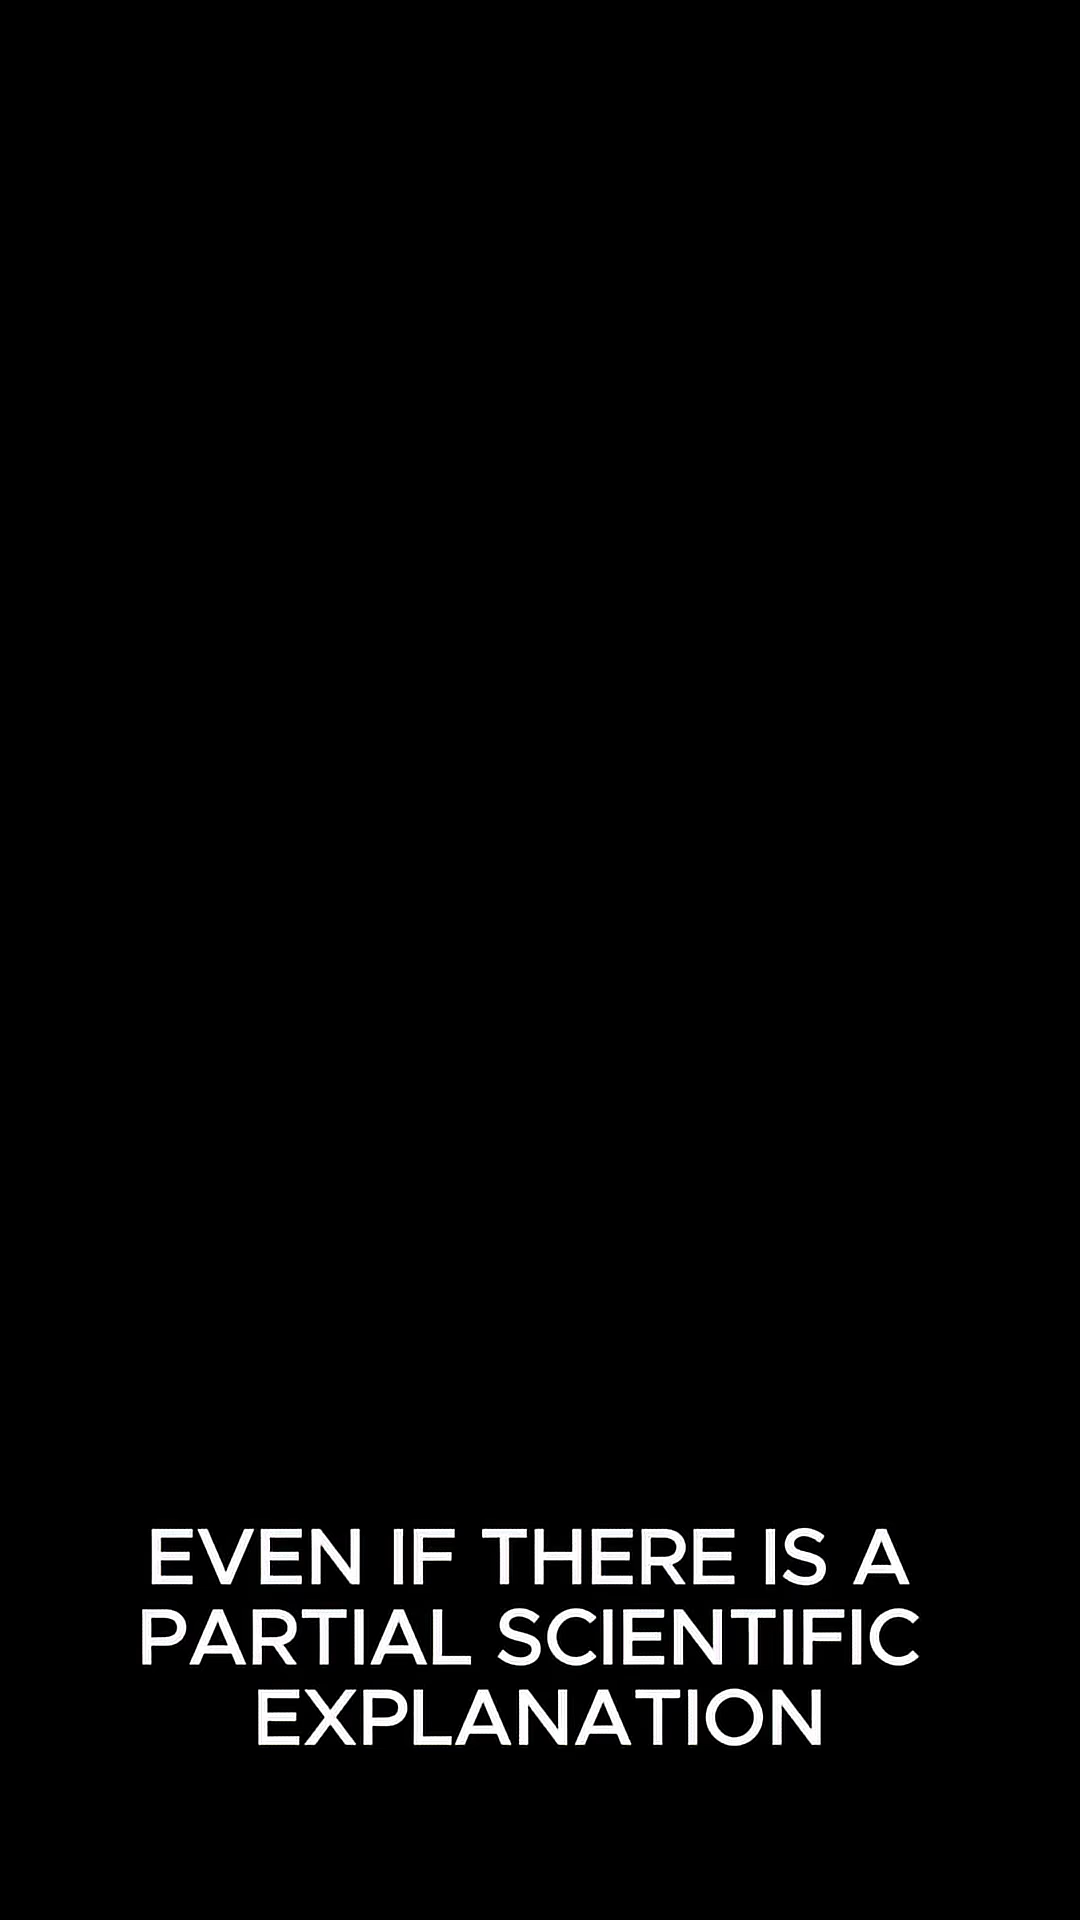 EVEN IF THERE IS A
PARTIAL SCIENTIFIC
EXPLANATION